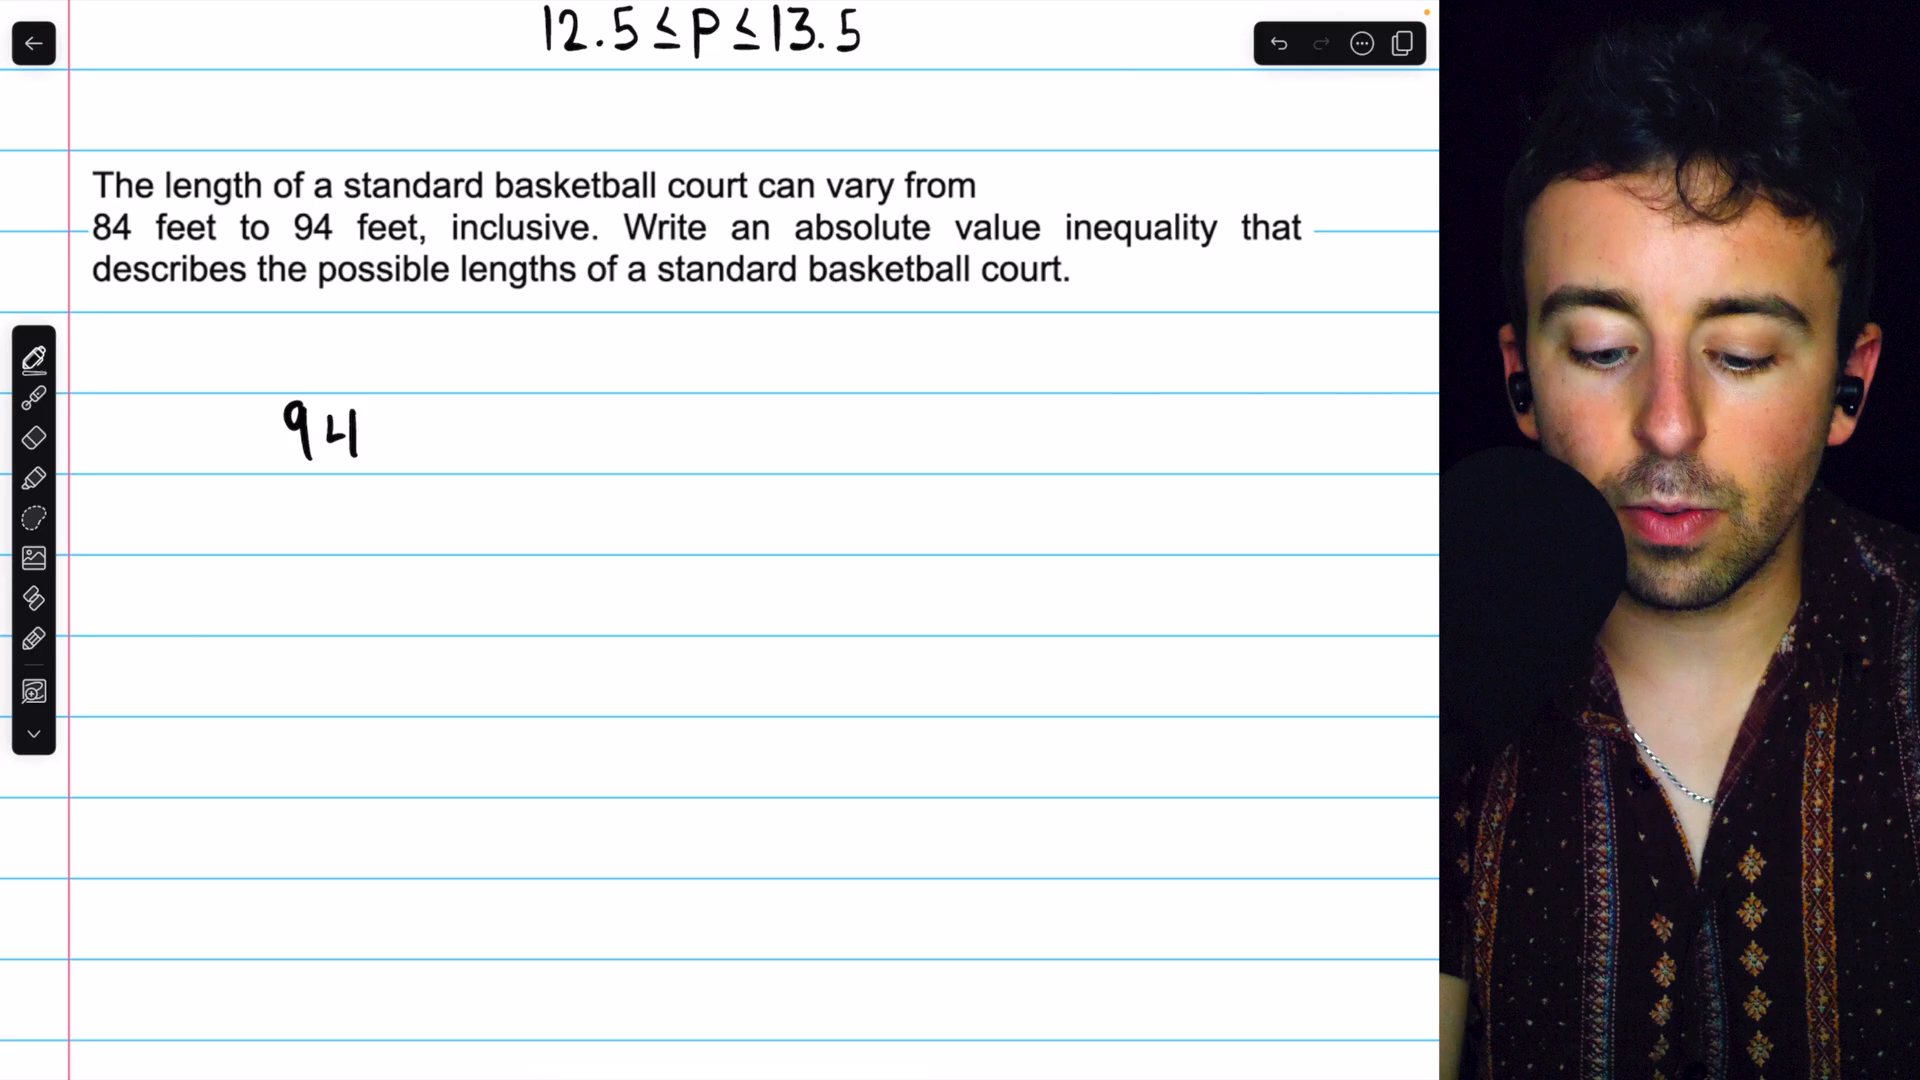 12.5 ≤ P ≤ 13.5
The length of a standard basketball court can vary from
84 feet to 94 feet, inclusive. Write an absolute value inequality that
describes the possible lengths of a standard basketball court.
94